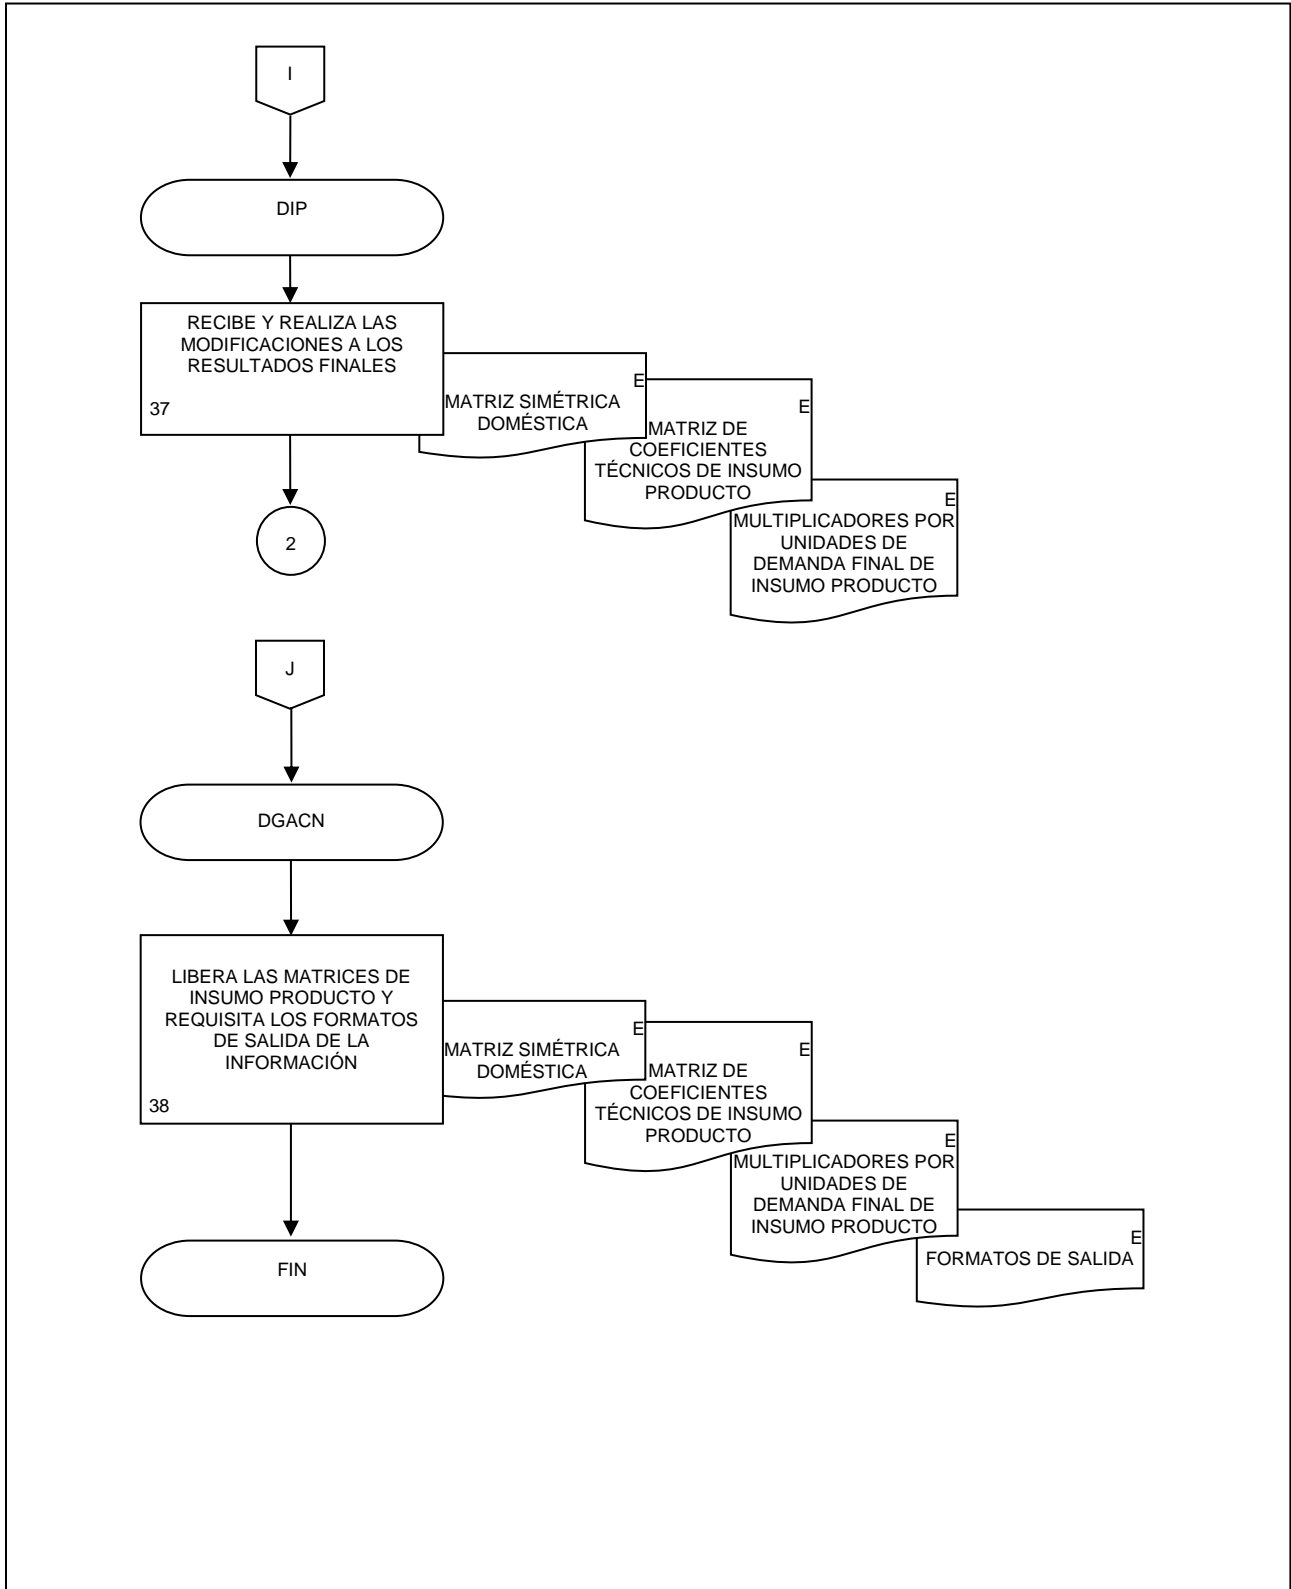 I
DIP
RECIBE Y REALIZA LAS
MODIFICACIONES A LOS
RESULTADOS FINALES
37
E
MATRIZ SIMÉTRICA
DOMÉSTICA
E
MATRIZ DE
COEFICIENTES
TÉCNICOS DE INSUMO
PRODUCTO
E
MULTIPLICADORES POR
UNIDADES DE
DEMANDA FINAL DE
INSUMO PRODUCTO
2
J
DGACN
LIBERA LAS MATRICES DE
INSUMO PRODUCTO Y
REQUISITA LOS FORMATOS
DE SALIDA DE LA
INFORMACIÓN
38
E
MATRIZ SIMÉTRICA
DOMÉSTICA
E
MATRIZ DE
COEFICIENTES
TÉCNICOS DE INSUMO
PRODUCTO
E
MULTIPLICADORES POR
UNIDADES DE
DEMANDA FINAL DE
INSUMO PRODUCTO
E
FORMATOS DE SALIDA
FIN